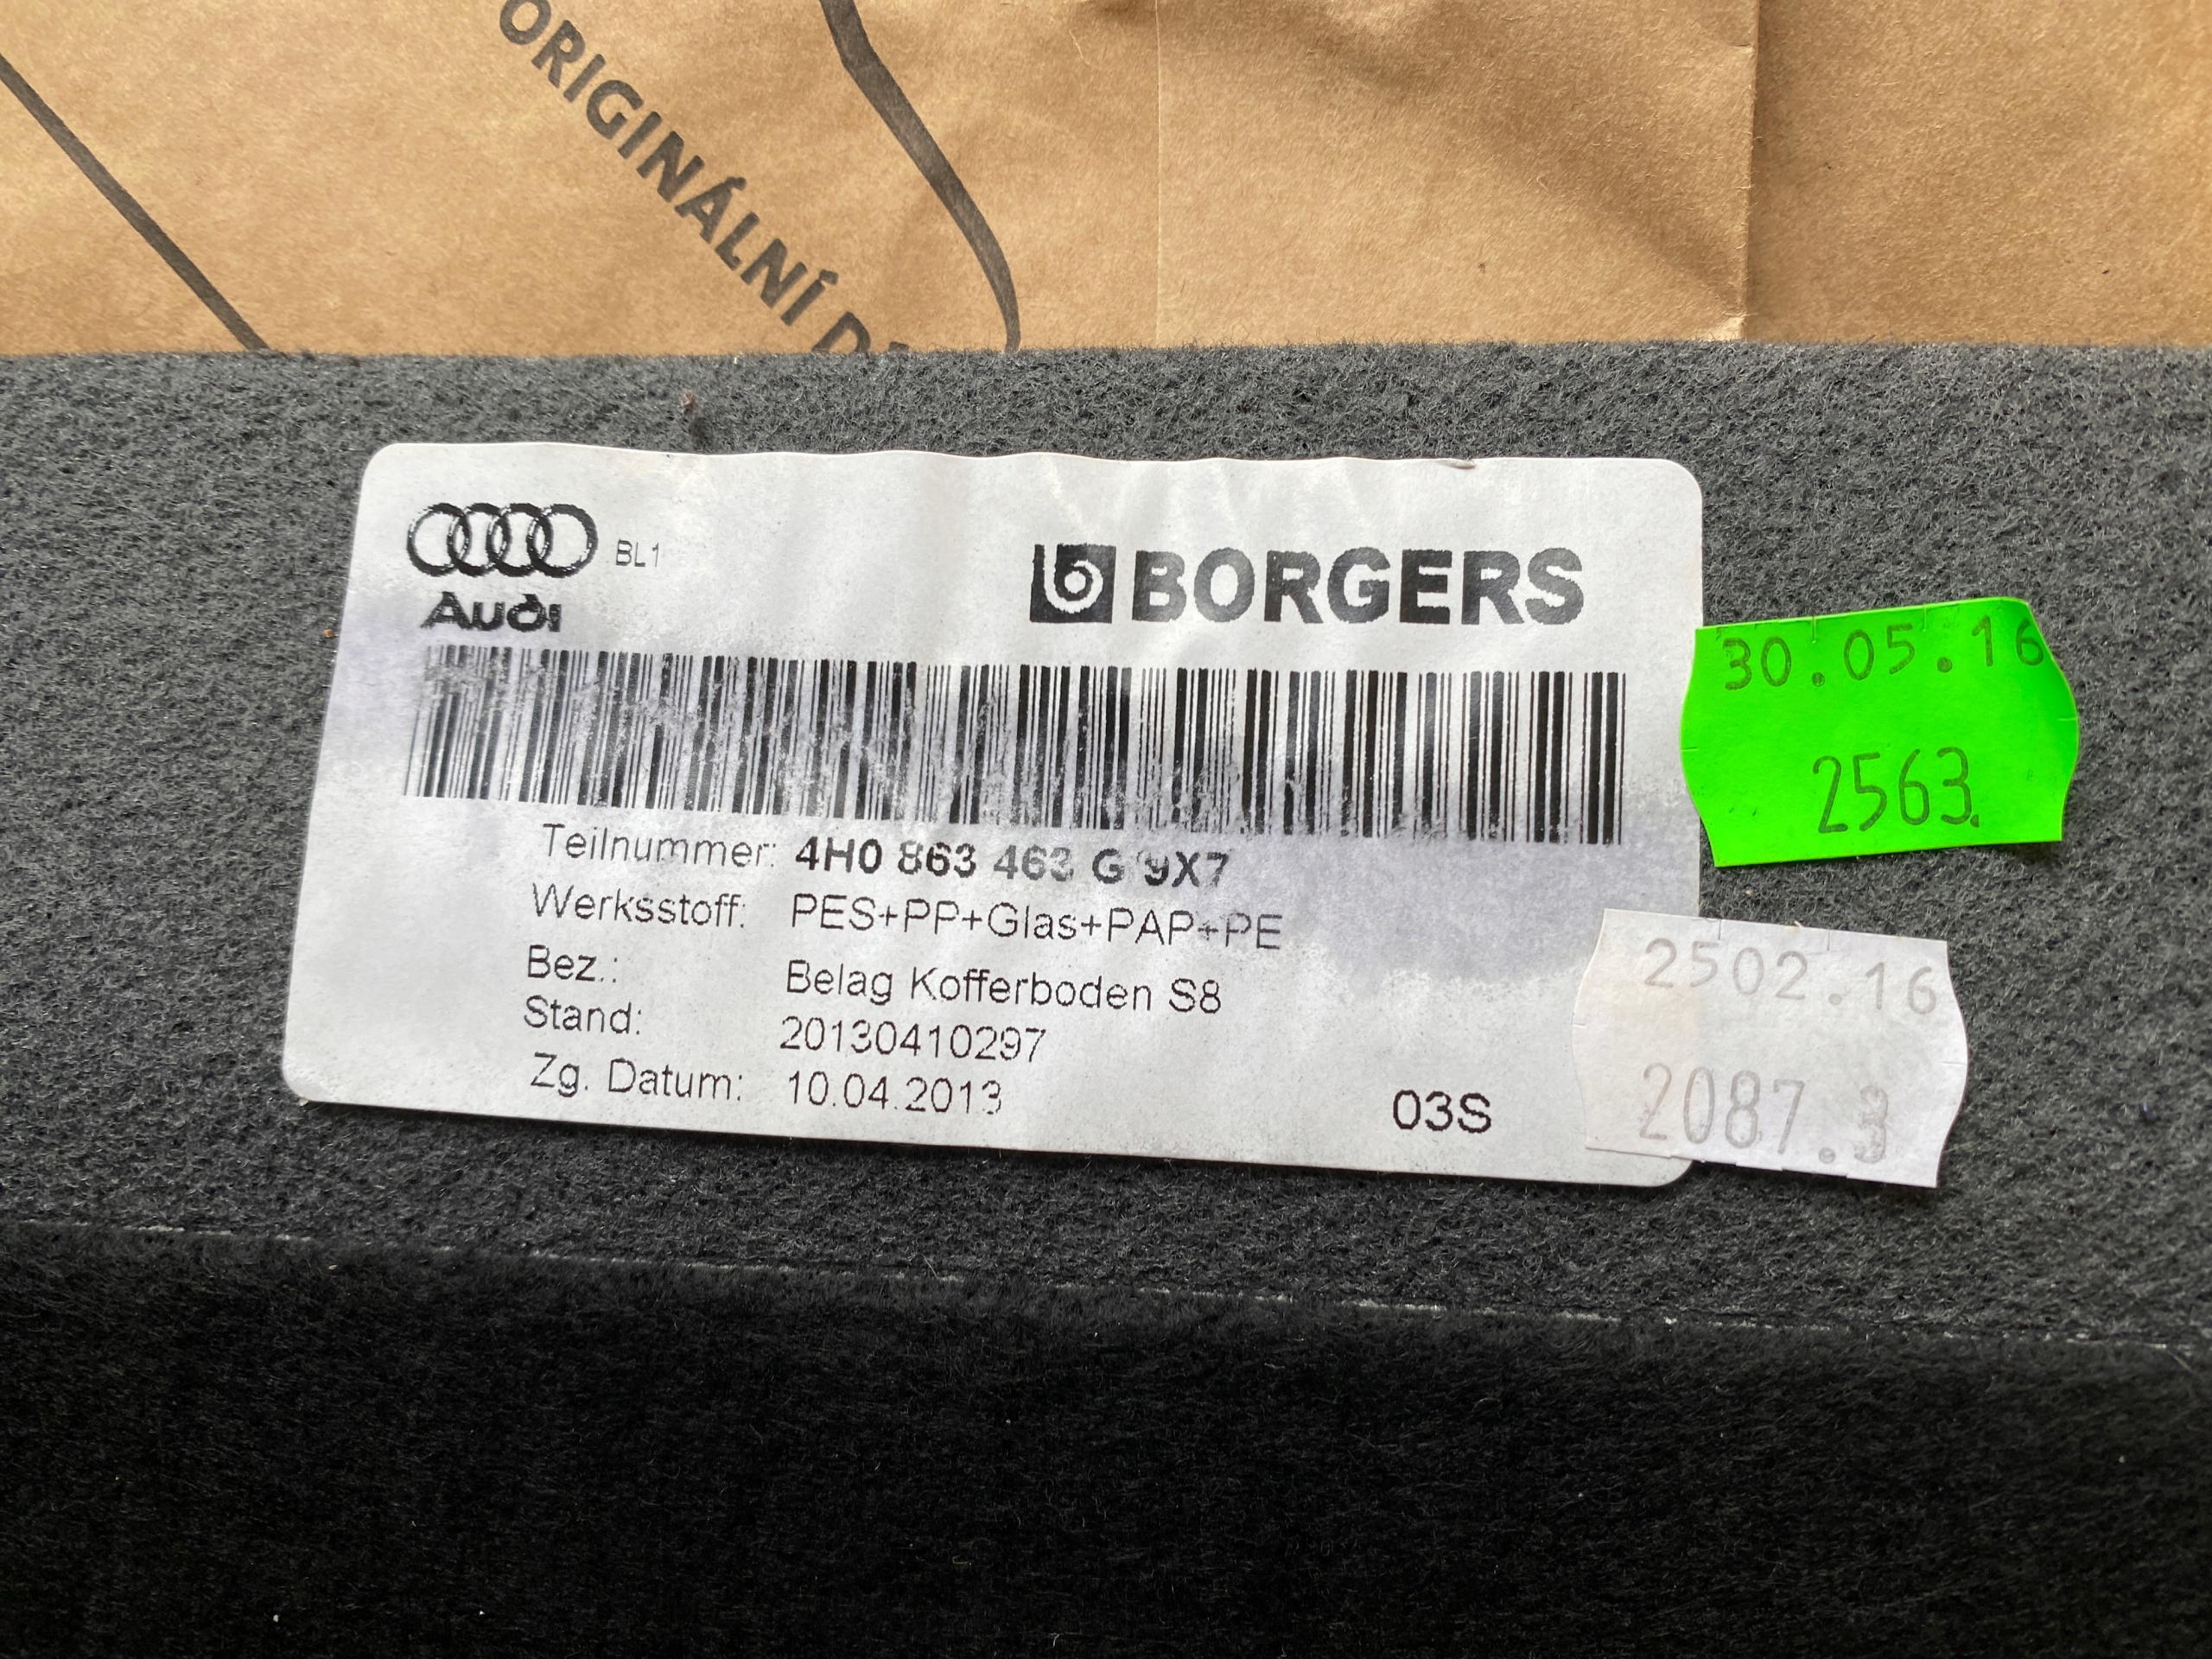 ORIGINÁLNÍ
BL1
Audi
BORGERS
30.05.16
2563.
Teilnummer: 4H0 863 463 G 9X7
Werksstoff: PES+PP+Glas+PAP+PE
Bez.: Belag Kofferboden S8
Stand: 20130410297
Zg. Datum: 10.04.2013
03S
2502.16
2087.